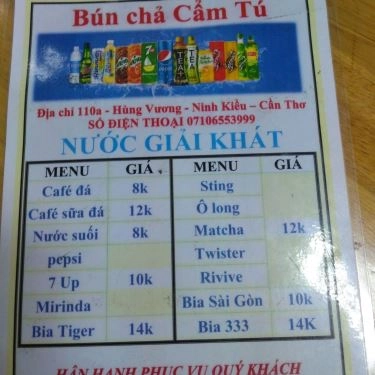 Bún chả Cẩm Tú
Địa chỉ 110a - Hùng Vương - Ninh Kiều – Cần Thơ
SỐ ĐIỆN THOẠI 07106553999
NƯỚC GIẢI KHÁT
MENU GIÁ MENU GIÁ
Café đá 8k Sting
Café sữa đá 12k Ô long
Nước suối 8k Matcha 12k
pepsi Twister
7 Up 10k Rivive
Mirinda Bia Sài Gòn 10k
Bia Tiger 14k Bia 333 14K
HÂN HẠNH PHỤC VỤ QUÝ KHÁCH